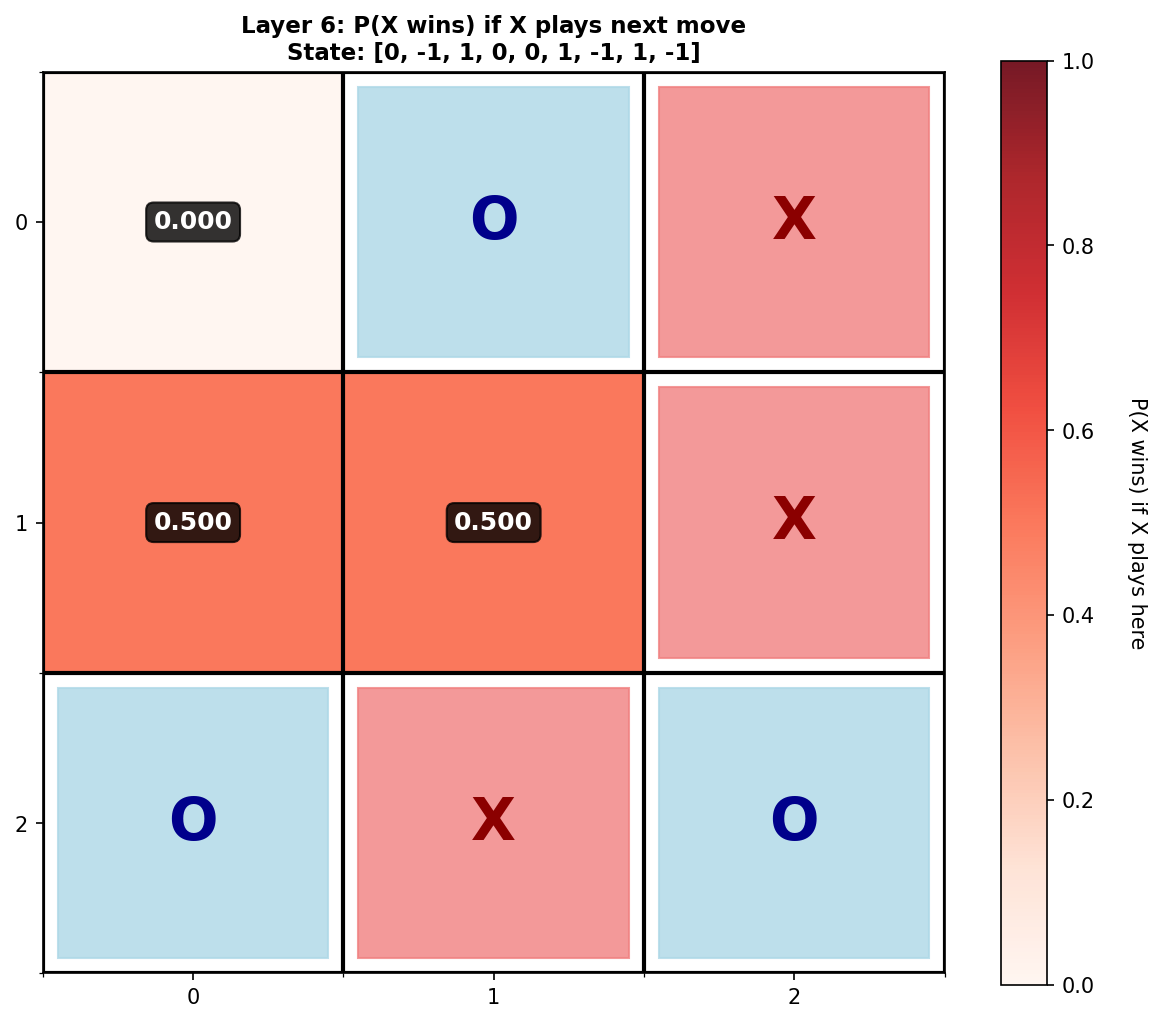 Layer 6: P(X wins) if X plays next move
State: [0, -1, 1, 0, 0, 1, -1, 1, -1]
0
0.000
O
X
1
0.500
0.500
X
2
O
X
O
0
1
2
1.0
0.8
0.6
0.4
0.2
0.0
P(X wins) if X plays here